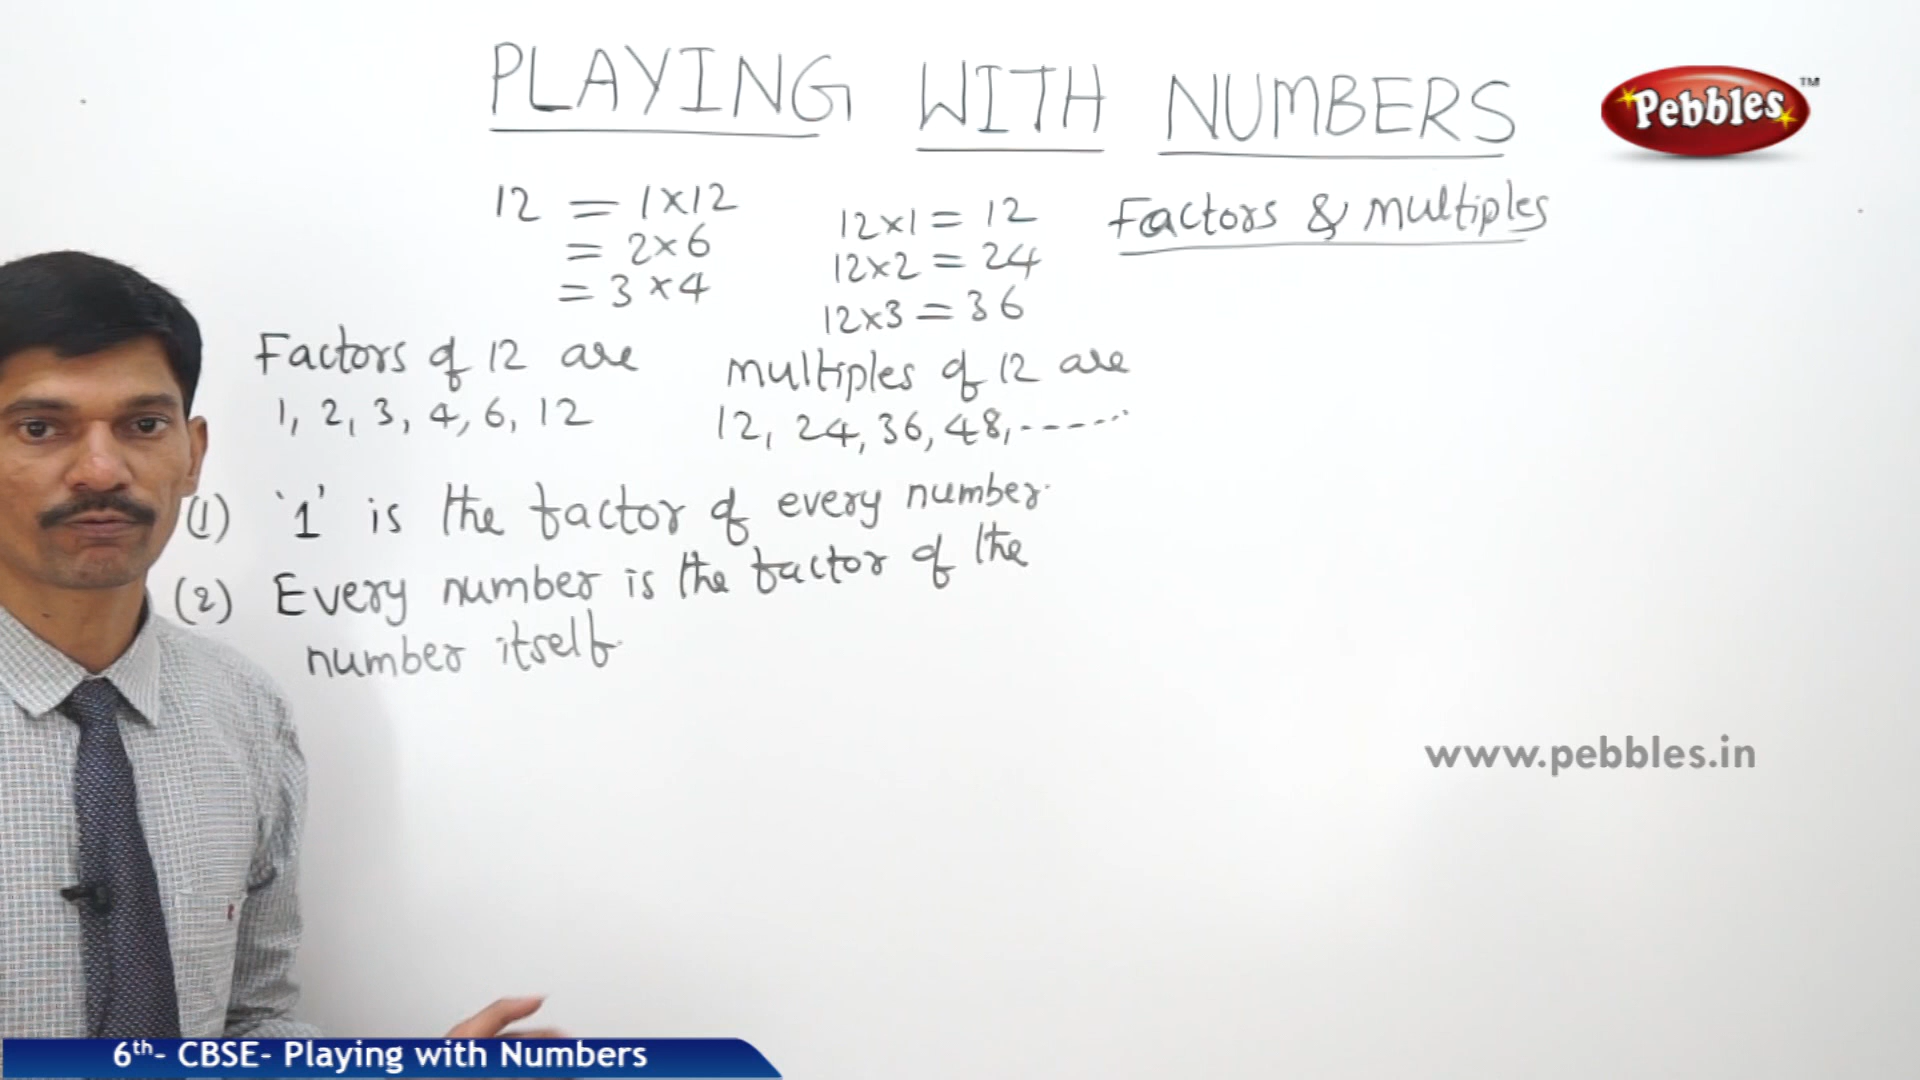 PLAYING WITH NUMBERS
Pebbles™
12 = 1×12
= 2×6
= 3×4
12×1 = 12
12×2 = 24
12×3 = 36
Factors & multiples
Factors of 12 are
1, 2, 3, 4, 6, 12
multiples of 12 are
12, 24, 36, 48, ------
(1) '1' is the factor of every number.
(2) Every number is the factor of the
number itself.
www.pebbles.in
6th- CBSE- Playing with Numbers